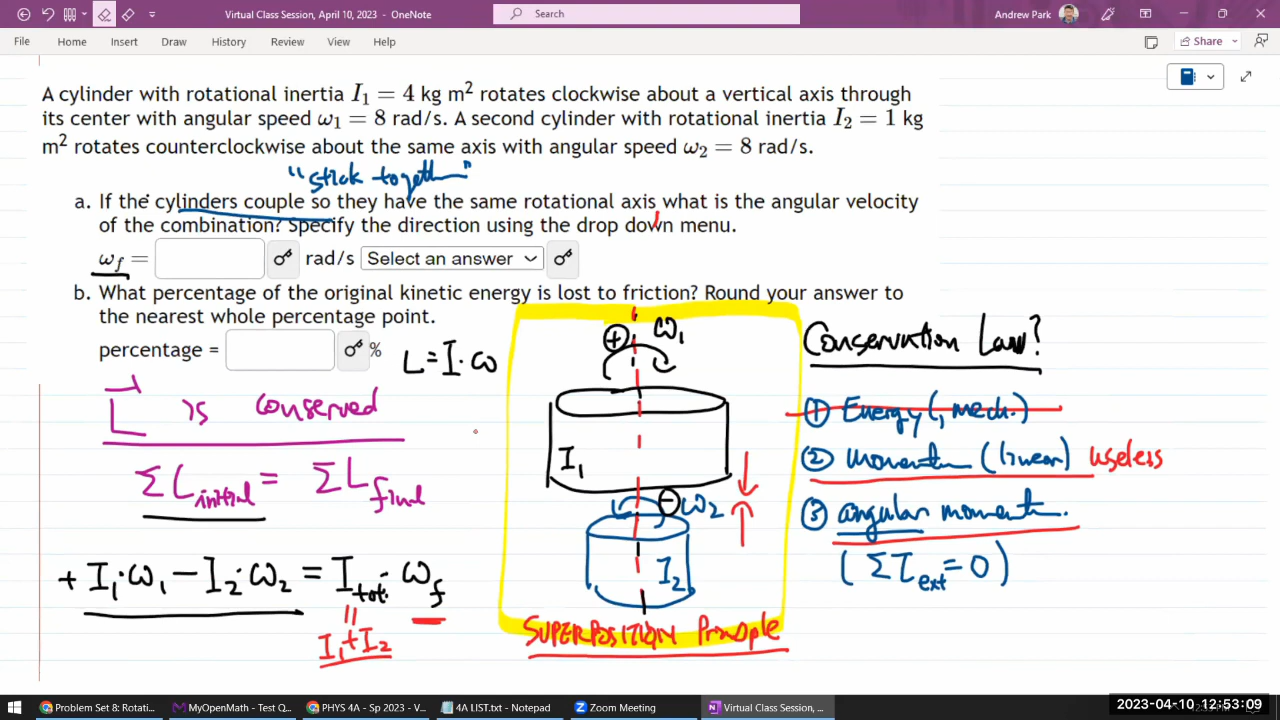 Virtual Class Session, April 10, 2023 - OneNote
Search
Andrew Park
File Home Insert Draw History Review View Help
Share
A cylinder with rotational inertia I₁ = 4 kg m² rotates clockwise about a vertical axis through
its center with angular speed ω₁ = 8 rad/s. A second cylinder with rotational inertia I₂ = 1 kg
m² rotates counterclockwise about the same axis with angular speed ω₂ = 8 rad/s.
"stick together"
a. If the cylinders couple so they have the same rotational axis what is the angular velocity
of the combination? Specify the direction using the drop down menu.
ω_f = rad/s Select an answer
b. What percentage of the original kinetic energy is lost to friction? Round your answer to
the nearest whole percentage point.
percentage = %
L = I · ω
L is conserved
ΣL_initial = ΣL_final
+ I₁·ω₁ − I₂·ω₂ = I_tot · ω_f
||
I₁ + I₂
+ ω₁
I₁
− ω₂
I₂
SUPERPOSITION Principle
Conservation Law?
① Energy (, mech.)
② momentum (linear) useless
③ angular momentum.
(Στ_ext = 0)
Problem Set 8: Rotati... MyOpenMath - Test Q... PHYS 4A - Sp 2023 - V... 4A LIST.txt - Notepad Zoom Meeting Virtual Class Session,...
2023-04-10 12:53:09